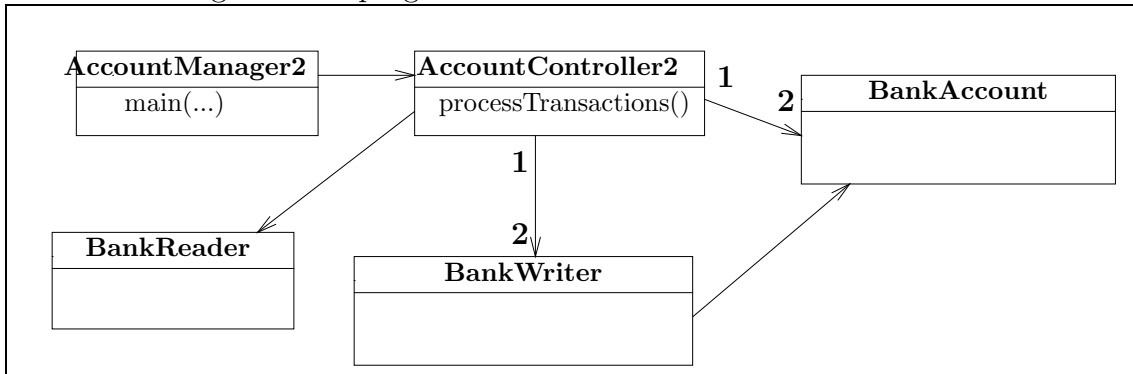 AccountManager2
main(...)
AccountController2
processTransactions()
1
2
BankAccount
1
2
BankReader
BankWriter